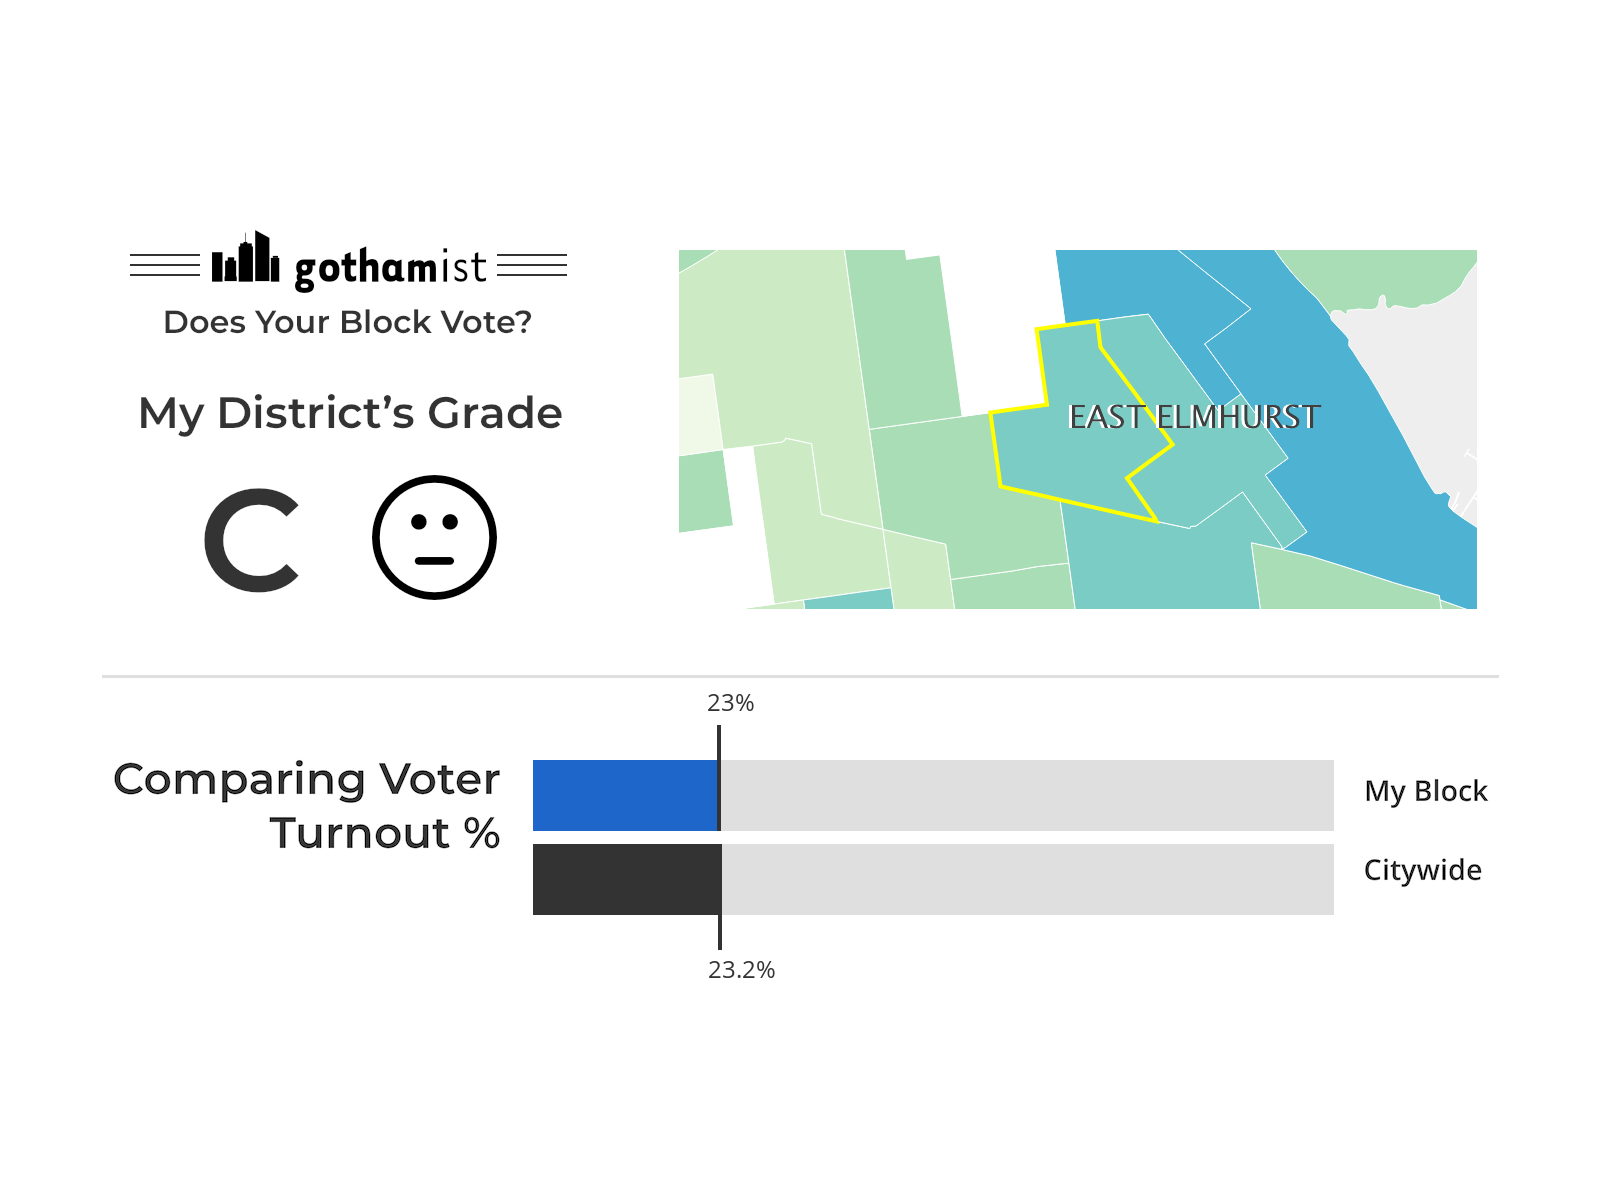 gothamist
Does Your Block Vote?
My District's Grade
C
EAST ELMHURST
23%
Comparing Voter
Turnout %
My Block
Citywide
23.2%